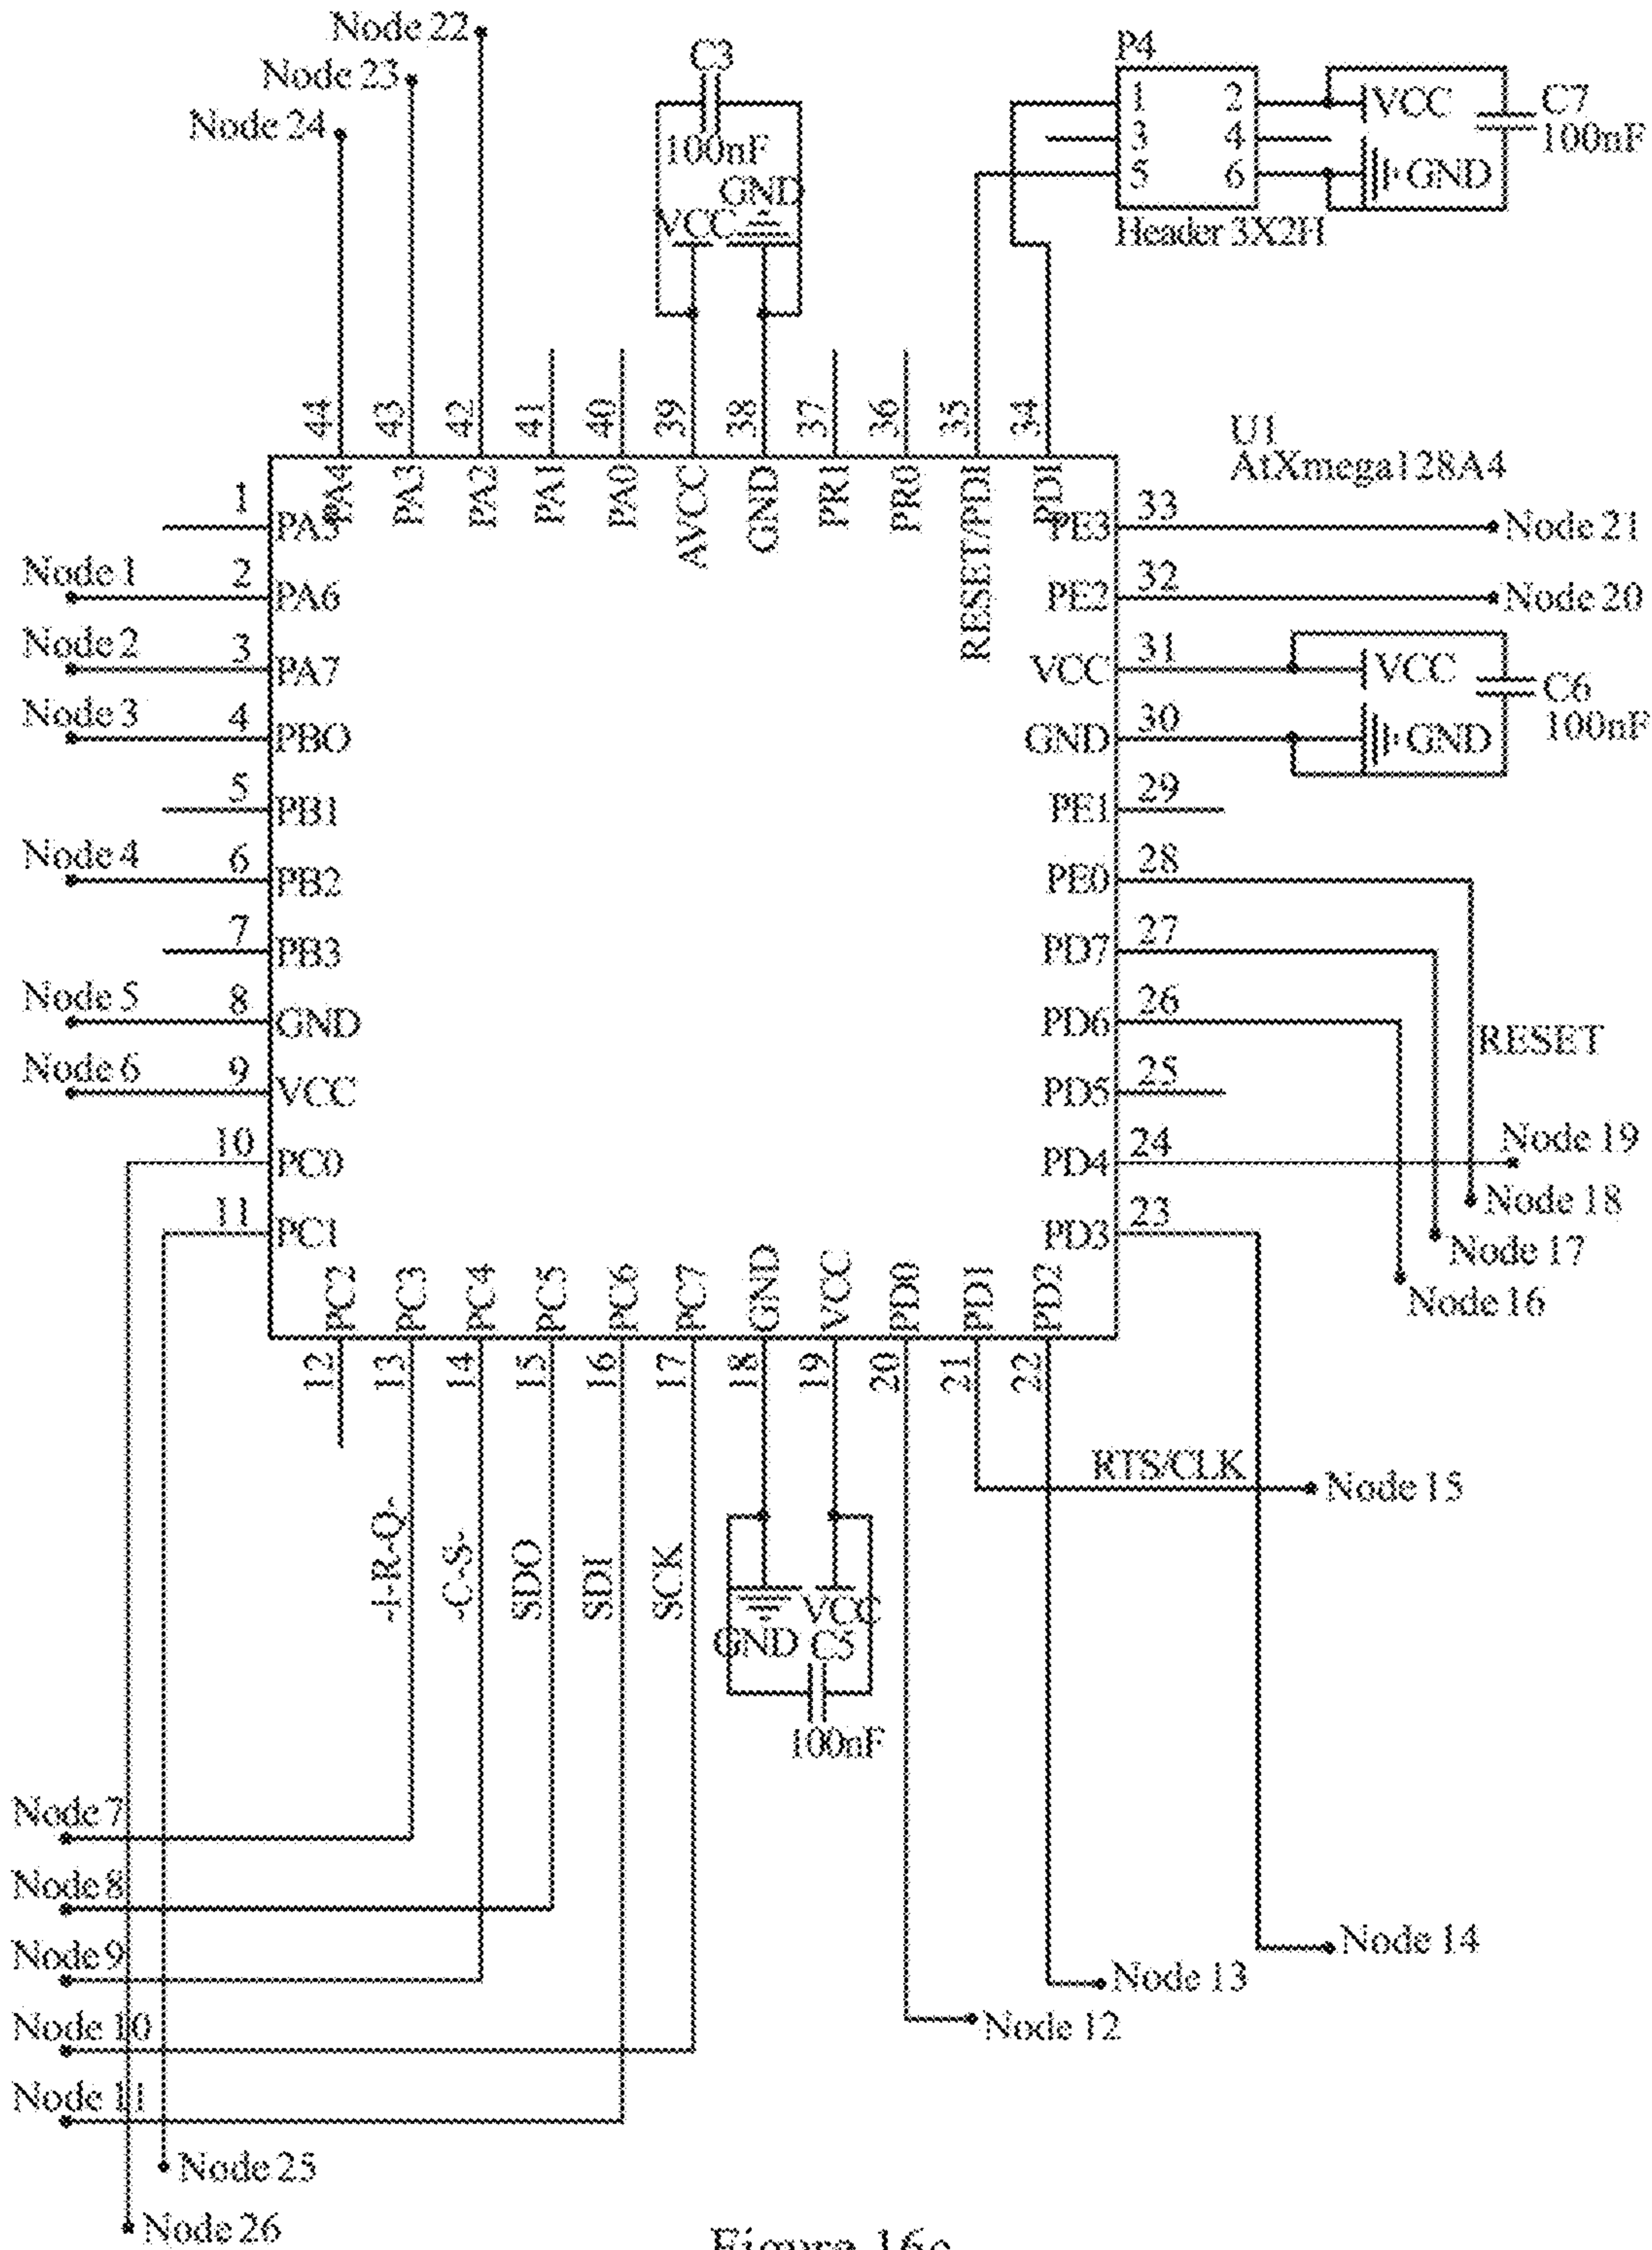 Node 22
Node 23
Node 24
C3
100nF
GND
VCC
P4
1 2
3 4
5 6
Header 3X2H
VCC
GND
C7
100nF
44
43
42
41
40
39
38
37
36
35
34
PA4
PA3
PA2
PA1
PA0
AVCC
GND
PR1
PR0
RESET/PDI
PDI
U1
AtXmega128A4
1 PA5
Node 1 2 PA6
Node 2 3 PA7
Node 3 4 PBO
5 PB1
Node 4 6 PB2
7 PB3
Node 5 8 GND
Node 6 9 VCC
10 PC0
11 PC1
PE3 33 Node 21
PE2 32 Node 20
VCC 31 VCC
GND 30 GND
C6
100nF
PE1 29
PE0 28
PD7 27
PD6 26
RESET
PD5 25
PD4 24 Node 19
PD3 23
Node 18
Node 17
Node 16
PC2
PC3
PC4
PC5
PC6
PC7
GND
VCC
PD0
PD1
PD2
12
13
14
15
16
17
18
19
20
21
22
-I-R-Q-
-C-S-
SDO
SDI
SCK
RTS/CLK
Node 15
GND
VCC
C5
100nF
Node 7
Node 8
Node 9
Node 10
Node 11
Node 14
Node 13
Node 12
Node 25
Node 26
Figure 16c